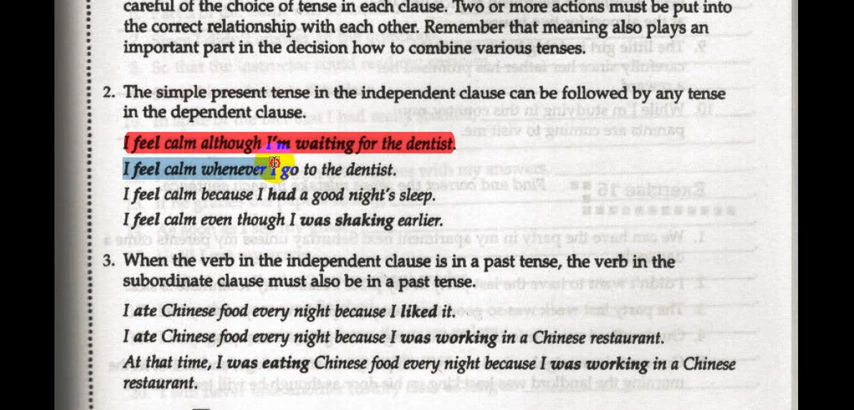 careful of the choice of tense in each clause. Two or more actions must be put into
the correct relationship with each other. Remember that meaning also plays an
important part in the decision how to combine various tenses.
2. The simple present tense in the independent clause can be followed by any tense
in the dependent clause.
I feel calm although I'm waiting for the dentist.
I feel calm whenever I go to the dentist.
I feel calm because I had a good night's sleep.
I feel calm even though I was shaking earlier.
3. When the verb in the independent clause is in a past tense, the verb in the
subordinate clause must also be in a past tense.
I ate Chinese food every night because I liked it.
I ate Chinese food every night because I was working in a Chinese restaurant.
At that time, I was eating Chinese food every night because I was working in a Chinese
restaurant.